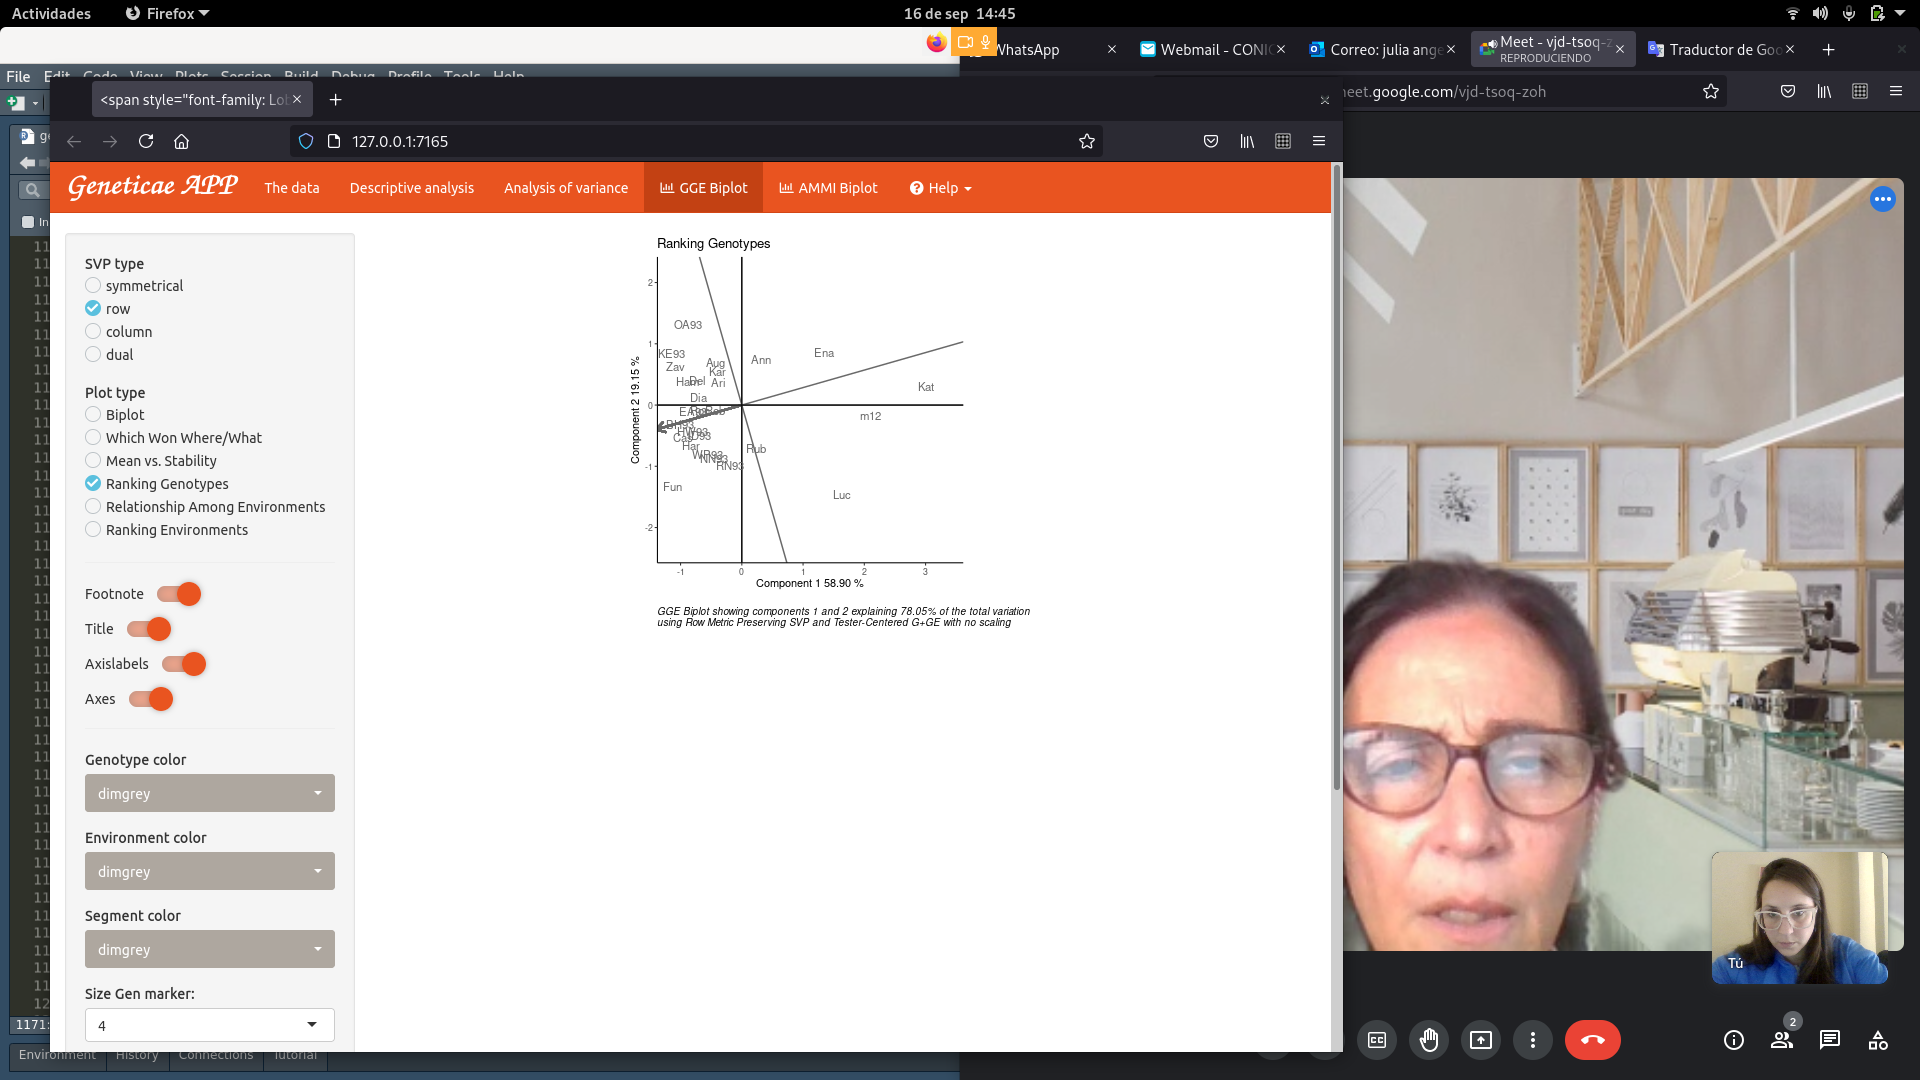 Actividades
Firefox
16 de sep 14:45
WhatsApp
Webmail - CONIC
Correo: julia ange
Meet - vjd-tsoq-z
REPRODUCIENDO
Traductor de Goo
File Edit Code View Plots Session Build Debug Profile Tools Help
<span style="font-family: Lob
eet.google.com/vjd-tsoq-zoh
127.0.0.1:7165
Geneticae APP
The data
Descriptive analysis
Analysis of variance
GGE Biplot
AMMI Biplot
Help
In
SVP type
symmetrical
row
column
dual
Plot type
Biplot
Which Won Where/What
Mean vs. Stability
Ranking Genotypes
Relationship Among Environments
Ranking Environments
Footnote
Title
Axislabels
Axes
Genotype color
dimgrey
Environment color
dimgrey
Segment color
dimgrey
Size Gen marker:
4
Ranking Genotypes
2
1
0
-1
-2
Component 2 19.15 %
OA93
KE93
Zav
Aug
Kar
Ham
Del
Ari
Ann
Ena
Kat
Dia
m12
BH93
HW93
ID93
Cas
Har
WP93
NN93
RN93
Rub
Fun
Luc
-1 0 1 2 3
Component 1 58.90 %
GGE Biplot showing components 1 and 2 explaining 78.05% of the total variation
using Row Metric Preserving SVP and Tester-Centered G+GE with no scaling
1171:
Environment History Connections Tutorial
Tú
2